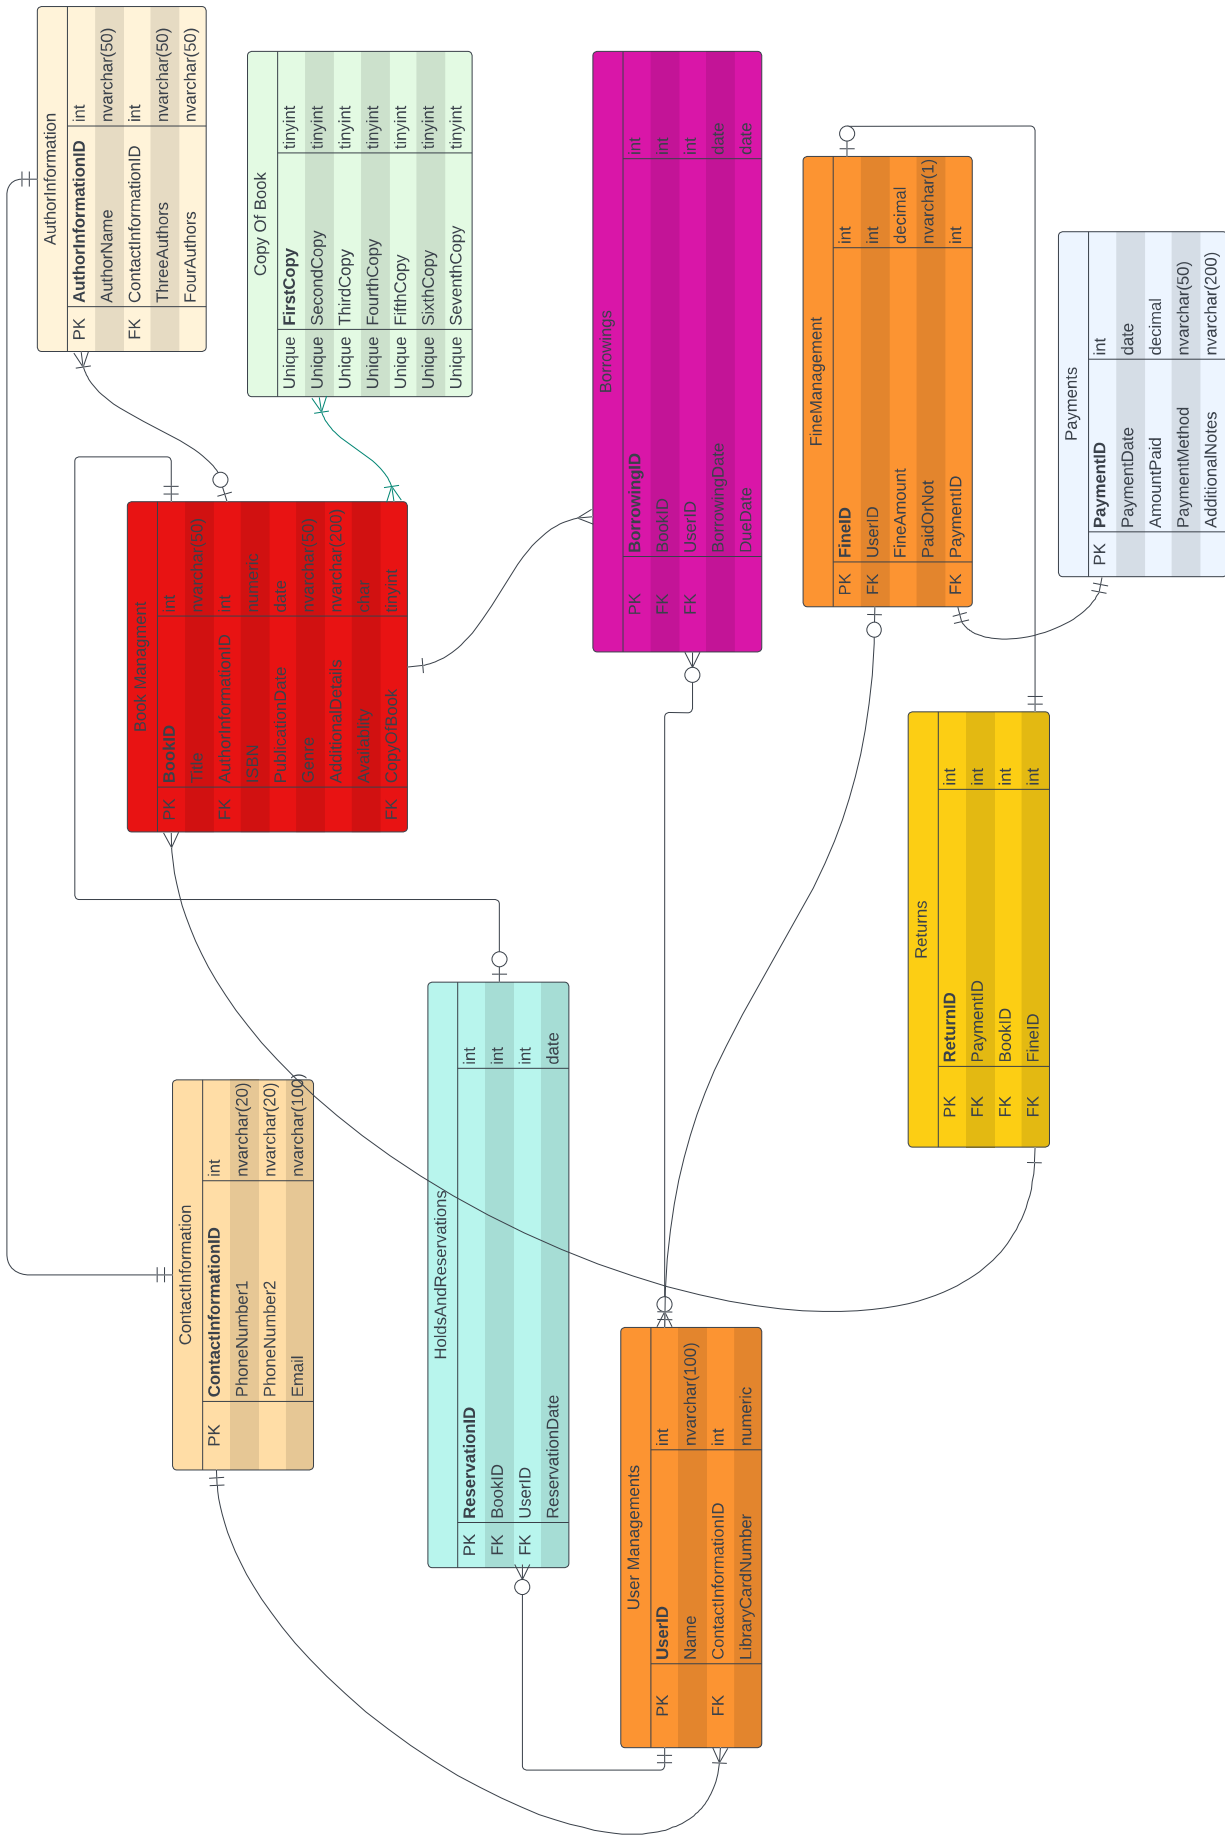 AuthorInformation
PK AuthorInformationID int
AuthorName nvarchar(50)
FK ContactInformationID int
ThreeAuthors nvarchar(50)
FourAuthors nvarchar(50)
Copy Of Book
Unique FirstCopy tinyint
Unique SecondCopy tinyint
Unique ThirdCopy tinyint
Unique FourthCopy tinyint
Unique FifthCopy tinyint
Unique SixthCopy tinyint
Unique SeventhCopy tinyint
Book Managment
PK BookID int
Title nvarchar(50)
FK AuthorInformationID int
ISBN numeric
PublicationDate date
Genre nvarchar(50)
AdditionalDetails nvarchar(200)
Availablity char
FK CopyOfBook tinyint
Borrowings
PK BorrowingID int
FK BookID int
FK UserID int
BorrowingDate date
DueDate date
FineManagement
PK FineID int
FK UserID int
FineAmount decimal
PaidOrNot nvarchar(1)
FK PaymentID int
Payments
PK PaymentID int
PaymentDate date
AmountPaid decimal
PaymentMethod nvarchar(50)
AdditionalNotes nvarchar(200)
Returns
PK ReturnID int
FK PaymentID int
FK BookID int
FK FineID int
ContactInformation
PK ContactInformationID int
PhoneNumber1 nvarchar(20)
PhoneNumber2 nvarchar(20)
Email nvarchar(100)
HoldsAndReservations
PK ReservationID int
FK BookID int
FK UserID int
ReservationDate date
User Managements
PK UserID int
Name nvarchar(100)
FK ContactInformationID int
LibraryCardNumber numeric